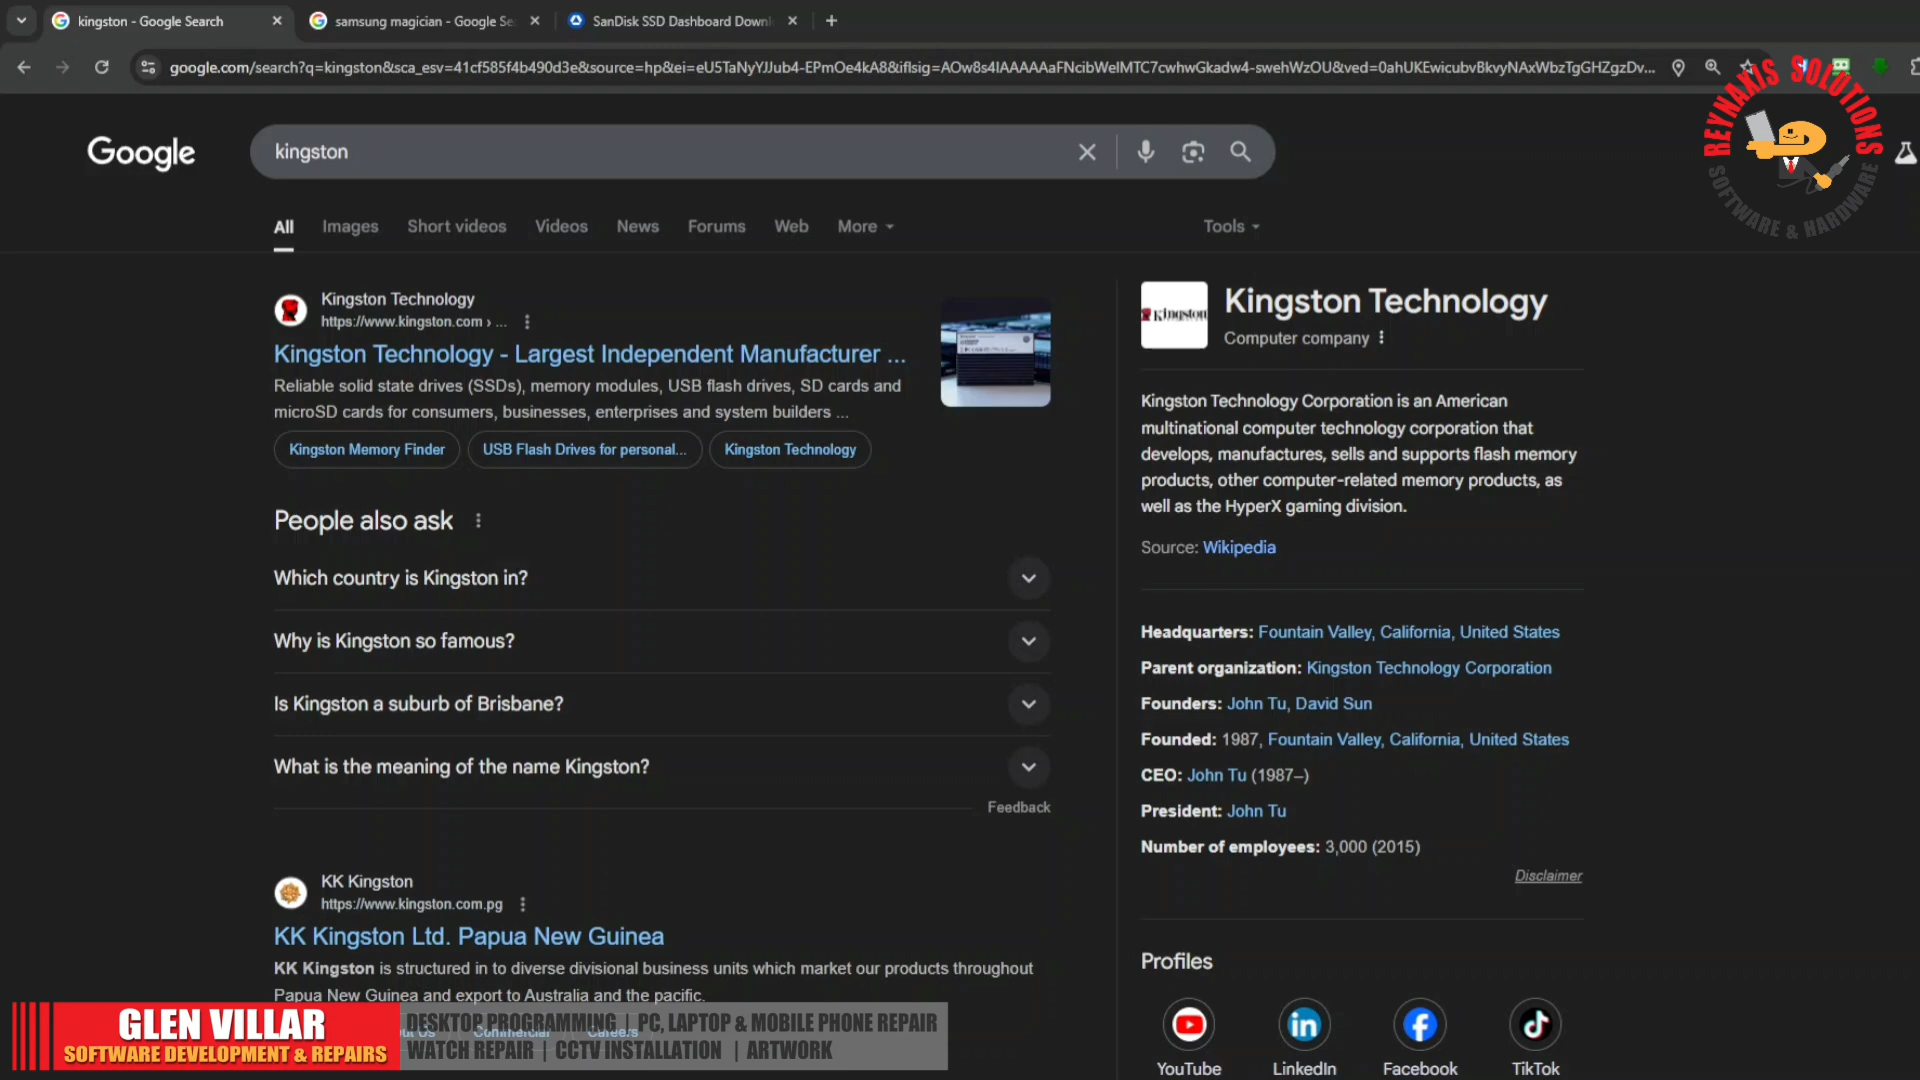 kingston - Google Search
samsung magician - Google Se
SanDisk SSD Dashboard Downl
google.com/search?q=kingston&sca_esv=41cf585f4b490d3e&source=hp&ei=eU5TaNyYJJub4-EPmOe4kA8&iflsig=AOw8s4IAAAAAaFNcibWeIMTC7cwhwGkadw4-swehWzOU&ved=0ahUKEwicubvBkvyNAxWbzTgGHZgzDv...
REYNAXIS SOLUTIONS
SOFTWARE & HARDWARE
Google
kingston
All Images Short videos Videos News Forums Web More Tools
Kingston Technology
https://www.kingston.com › ...
Kingston Technology - Largest Independent Manufacturer ...
Reliable solid state drives (SSDs), memory modules, USB flash drives, SD cards and
microSD cards for consumers, businesses, enterprises and system builders ...
Kingston Memory Finder
USB Flash Drives for personal...
Kingston Technology
People also ask
Which country is Kingston in?
Why is Kingston so famous?
Is Kingston a suburb of Brisbane?
What is the meaning of the name Kingston?
Feedback
KK Kingston
https://www.kingston.com.pg
KK Kingston Ltd. Papua New Guinea
KK Kingston is structured in to diverse divisional business units which market our products throughout
Papua New Guinea and export to Australia and the pacific.
Commercial
Careers
Kingston
Kingston Technology
Computer company
Kingston Technology Corporation is an American
multinational computer technology corporation that
develops, manufactures, sells and supports flash memory
products, other computer-related memory products, as
well as the HyperX gaming division.
Source: Wikipedia
Headquarters: Fountain Valley, California, United States
Parent organization: Kingston Technology Corporation
Founders: John Tu, David Sun
Founded: 1987, Fountain Valley, California, United States
CEO: John Tu (1987–)
President: John Tu
Number of employees: 3,000 (2015)
Disclaimer
Profiles
YouTube
LinkedIn
Facebook
TikTok
GLEN VILLAR
SOFTWARE DEVELOPMENT & REPAIRS
DESKTOP PROGRAMMING | PC, LAPTOP & MOBILE PHONE REPAIR
WATCH REPAIR | CCTV INSTALLATION | ARTWORK